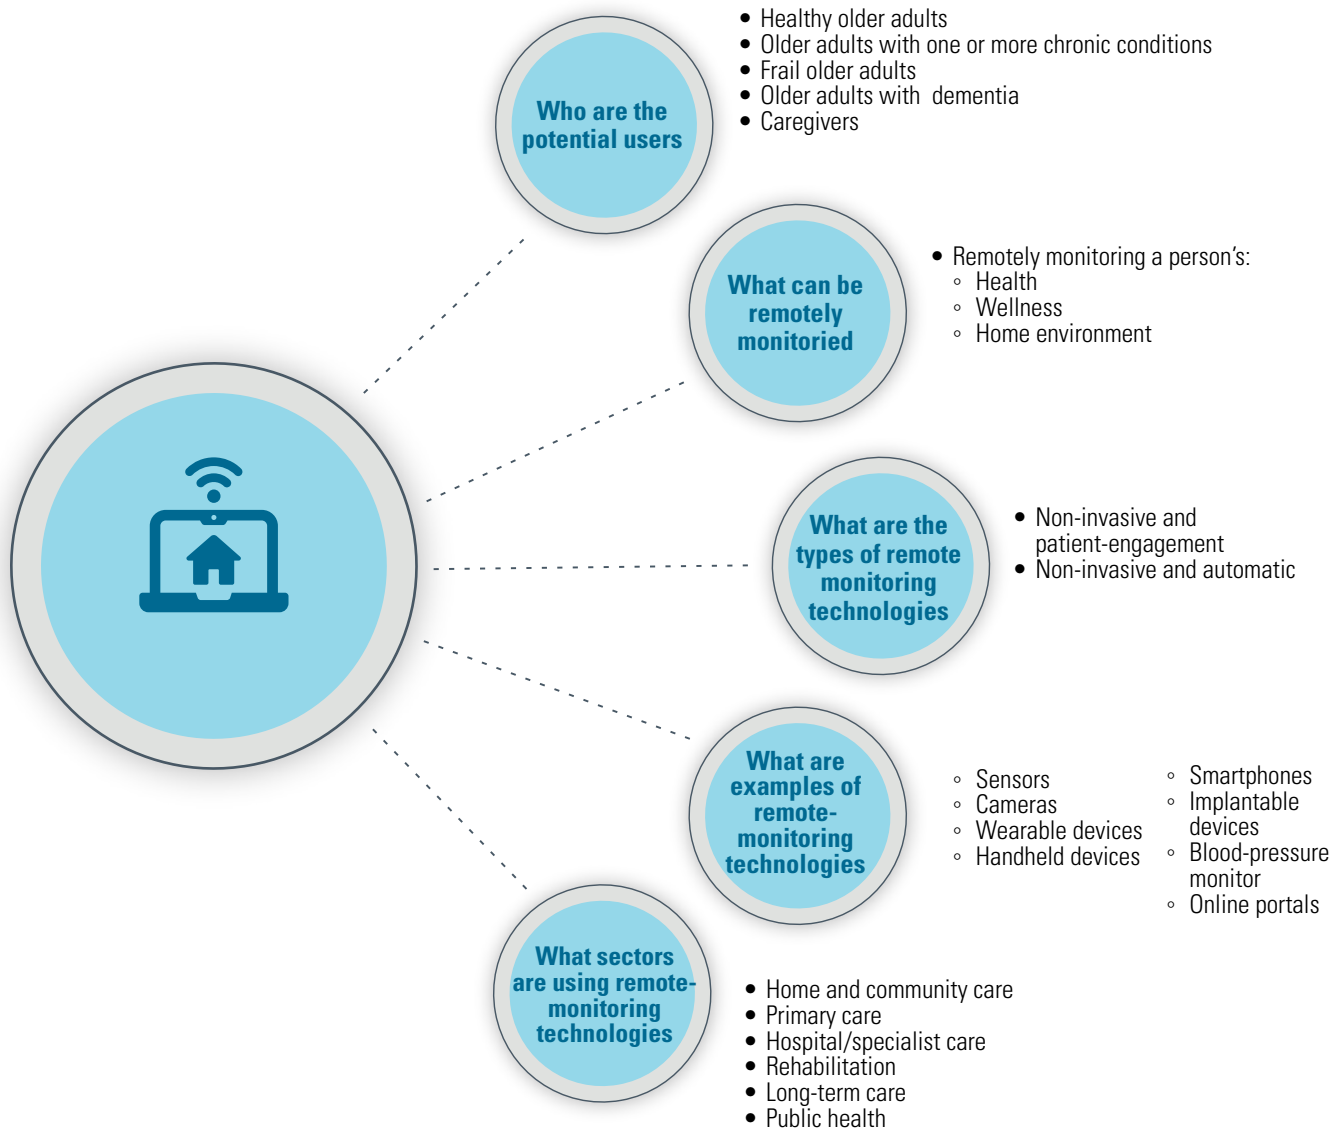 Who are the
potential users
• Healthy older adults
• Older adults with one or more chronic conditions
• Frail older adults
• Older adults with dementia
• Caregivers
What can be
remotely
monitoried
• Remotely monitoring a person's:
◦ Health
◦ Wellness
◦ Home environment
What are the
types of remote
monitoring
technologies
• Non-invasive and
patient-engagement
• Non-invasive and automatic
What are
examples of
remote-
monitoring
technologies
◦ Sensors
◦ Cameras
◦ Wearable devices
◦ Handheld devices
◦ Smartphones
◦ Implantable
devices
◦ Blood-pressure
monitor
◦ Online portals
What sectors
are using remote-
monitoring
technologies
• Home and community care
• Primary care
• Hospital/specialist care
• Rehabilitation
• Long-term care
• Public health